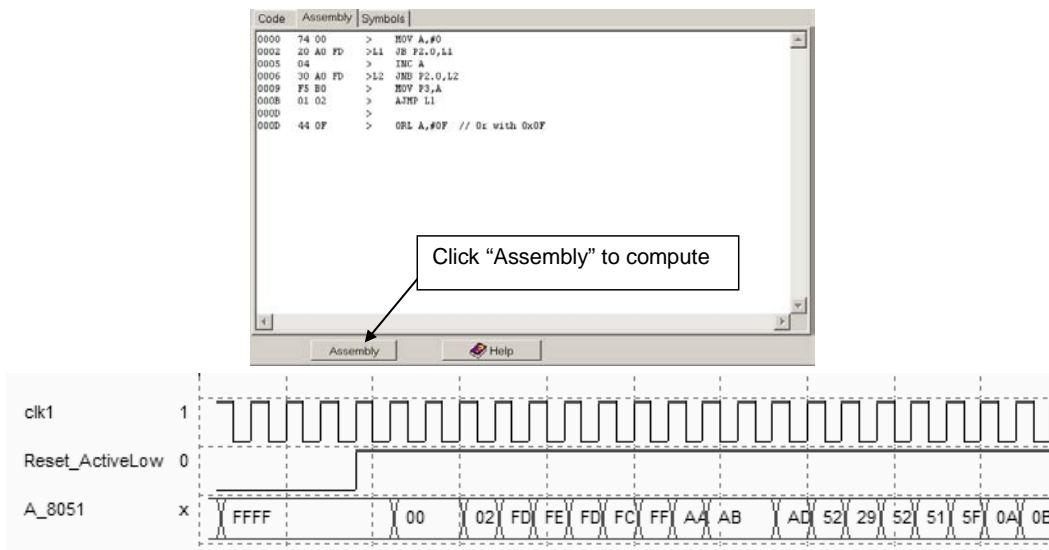 Code Assembly Symbols
0000 74 00 > MOV A,#0
0002 20 A0 FD >L1 JB P2.0,L1
0005 04 > INC A
0006 30 A0 FD >L2 JNB P2.0,L2
0009 F5 B0 > MOV P3,A
000B 01 02 > AJMP L1
000D >
000D 44 0F > ORL A,#0F // Or with 0x0F
Click “Assembly” to compute
Assembly Help
clk1 1
Reset_ActiveLow 0
A_8051 x FFFF 00 02 FD FE FD FC FF AA AB AD 52 29 52 51 5F 0A 0B